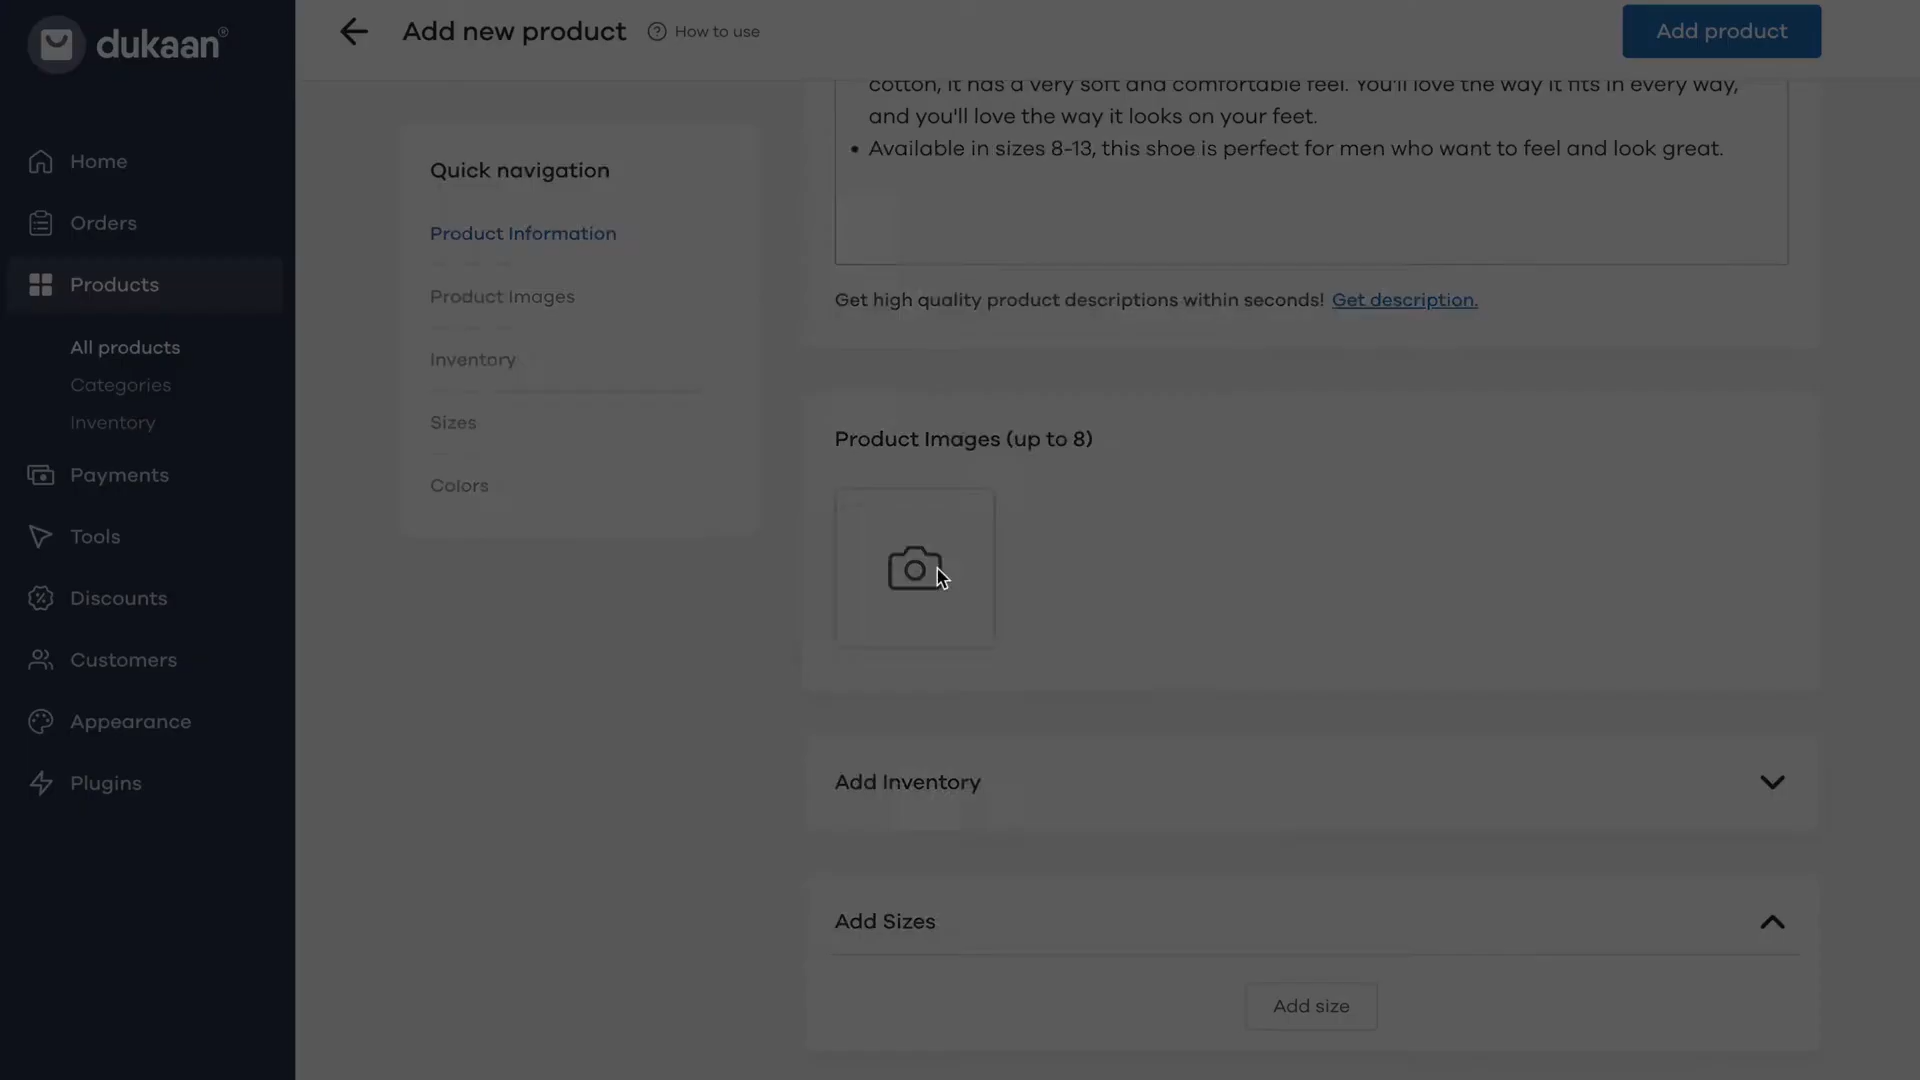 dukaan®
Home
Orders
Products
All products
Categories
Inventory
Payments
Tools
Discounts
Customers
Appearance
Plugins
Add new product
? How to use
Add product
Quick navigation
Product Information
Product Images
Inventory
Sizes
Colors
cotton, it has a very soft and comfortable feel. You'll love the way it fits in every way,
and you'll love the way it looks on your feet.
• Available in sizes 8-13, this shoe is perfect for men who want to feel and look great.
Get high quality product descriptions within seconds! Get description.
Product Images (up to 8)
Add Inventory
Add Sizes
Add size